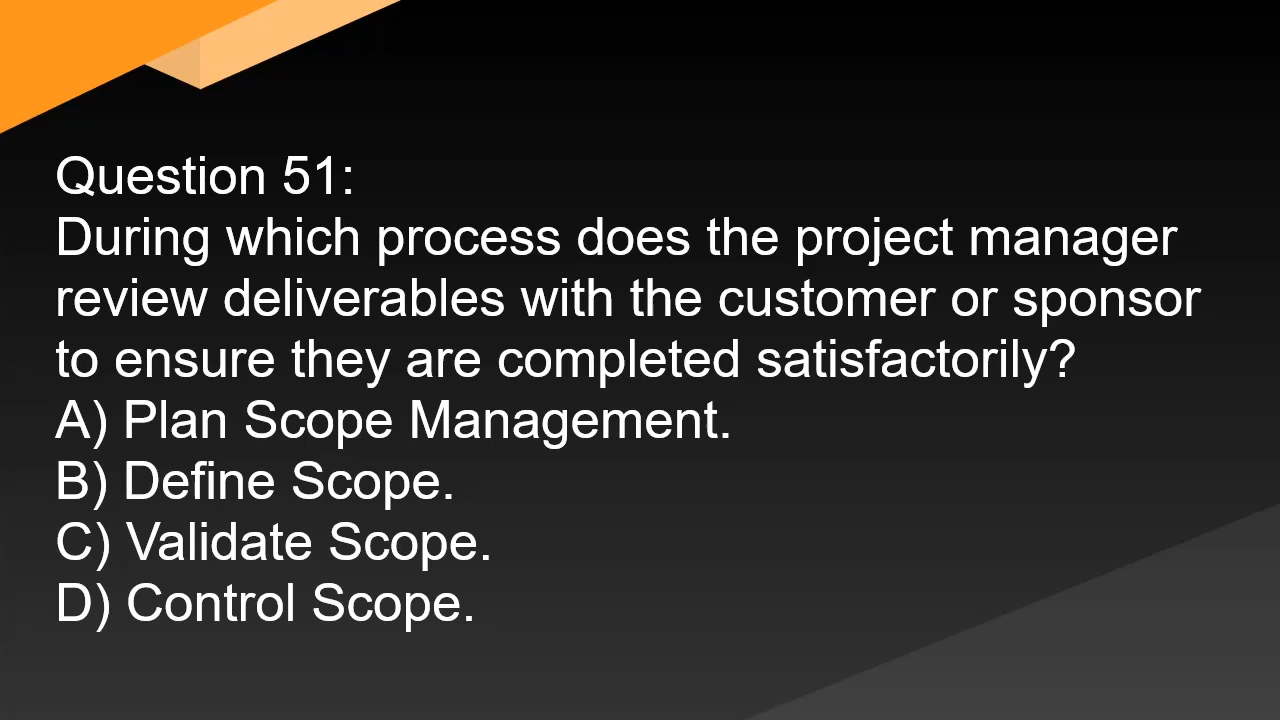 Question 51:
During which process does the project manager
review deliverables with the customer or sponsor
to ensure they are completed satisfactorily?
A) Plan Scope Management.
B) Define Scope.
C) Validate Scope.
D) Control Scope.